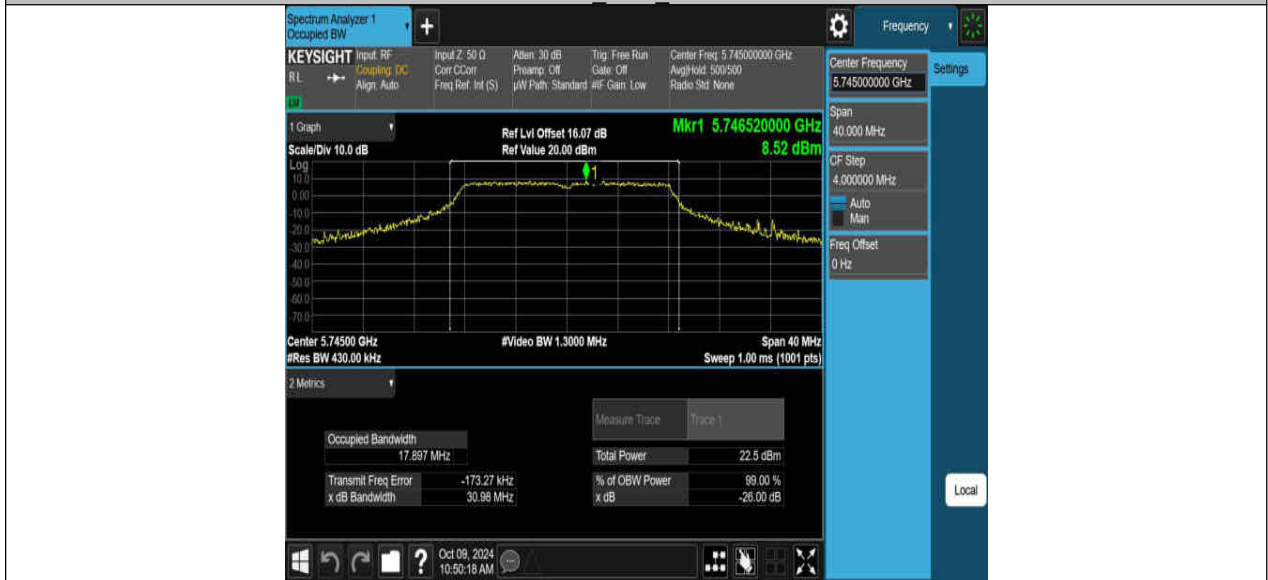 Spectrum Analyzer 1
Occupied BW
+
Frequency
KEYSIGHT
RL
LM
Input: RF
Coupling: DC
Align: Auto
Input Z: 50 Ω
Corr CCorr
Freq Ref: Int (S)
Atten: 30 dB
Preamp: Off
µW Path: Standard
Trig: Free Run
Gate: Off
#IF Gain: Low
Center Freq: 5.745000000 GHz
Avg|Hold: 500/500
Radio Std: None
1 Graph
Scale/Div 10.0 dB
Ref Lvl Offset 16.07 dB
Ref Value 20.00 dBm
Mkr1 5.746520000 GHz
8.52 dBm
Log
10.0
0.00
-10.0
-20.0
-30.0
-40.0
-50.0
-60.0
-70.0
1
Center 5.74500 GHz
#Res BW 430.00 kHz
#Video BW 1.3000 MHz
Span 40 MHz
Sweep 1.00 ms (1001 pts)
2 Metrics
Measure Trace Trace 1
Occupied Bandwidth
17.897 MHz
Total Power 22.5 dBm
Transmit Freq Error -173.27 kHz
% of OBW Power 99.00 %
x dB Bandwidth 30.98 MHz
x dB -26.00 dB
Center Frequency
5.745000000 GHz
Settings
Span
40.000 MHz
CF Step
4.000000 MHz
Auto
Man
Freq Offset
0 Hz
Local
?
Oct 09, 2024
10:50:18 AM